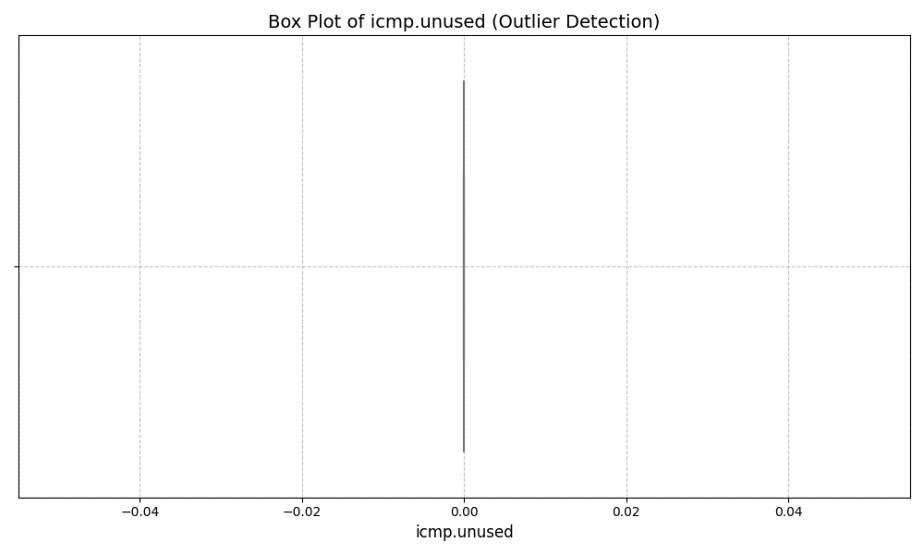 Box Plot of icmp.unused (Outlier Detection)
−0.04 −0.02 0.00 0.02 0.04
icmp.unused